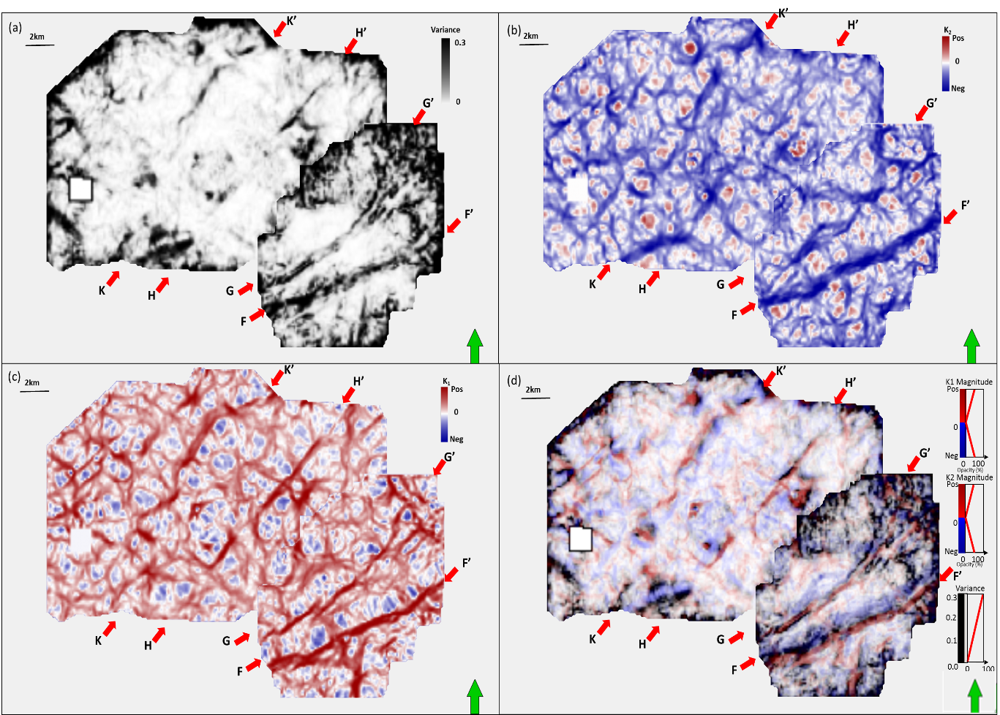 (a)
2km
K’
H’
Variance
0.3
0
G’
F’
K
H
G
F
(b)
2km
K’
H’
K2
Pos
0
Neg
G’
F’
K
H
G
F
(c)
2km
K’
H’
K1
Pos
0
Neg
G’
F’
K
H
G
F
(d)
2km
K’
H’
K1 Magnitude
Pos
0
Neg
0 100
Opacity (%)
G’
K2 Magnitude
Pos
0
Neg
0 100
Opacity (%)
F’
Variance
0.3
0.2
0.1
0.0 0 100
K
H
G
F